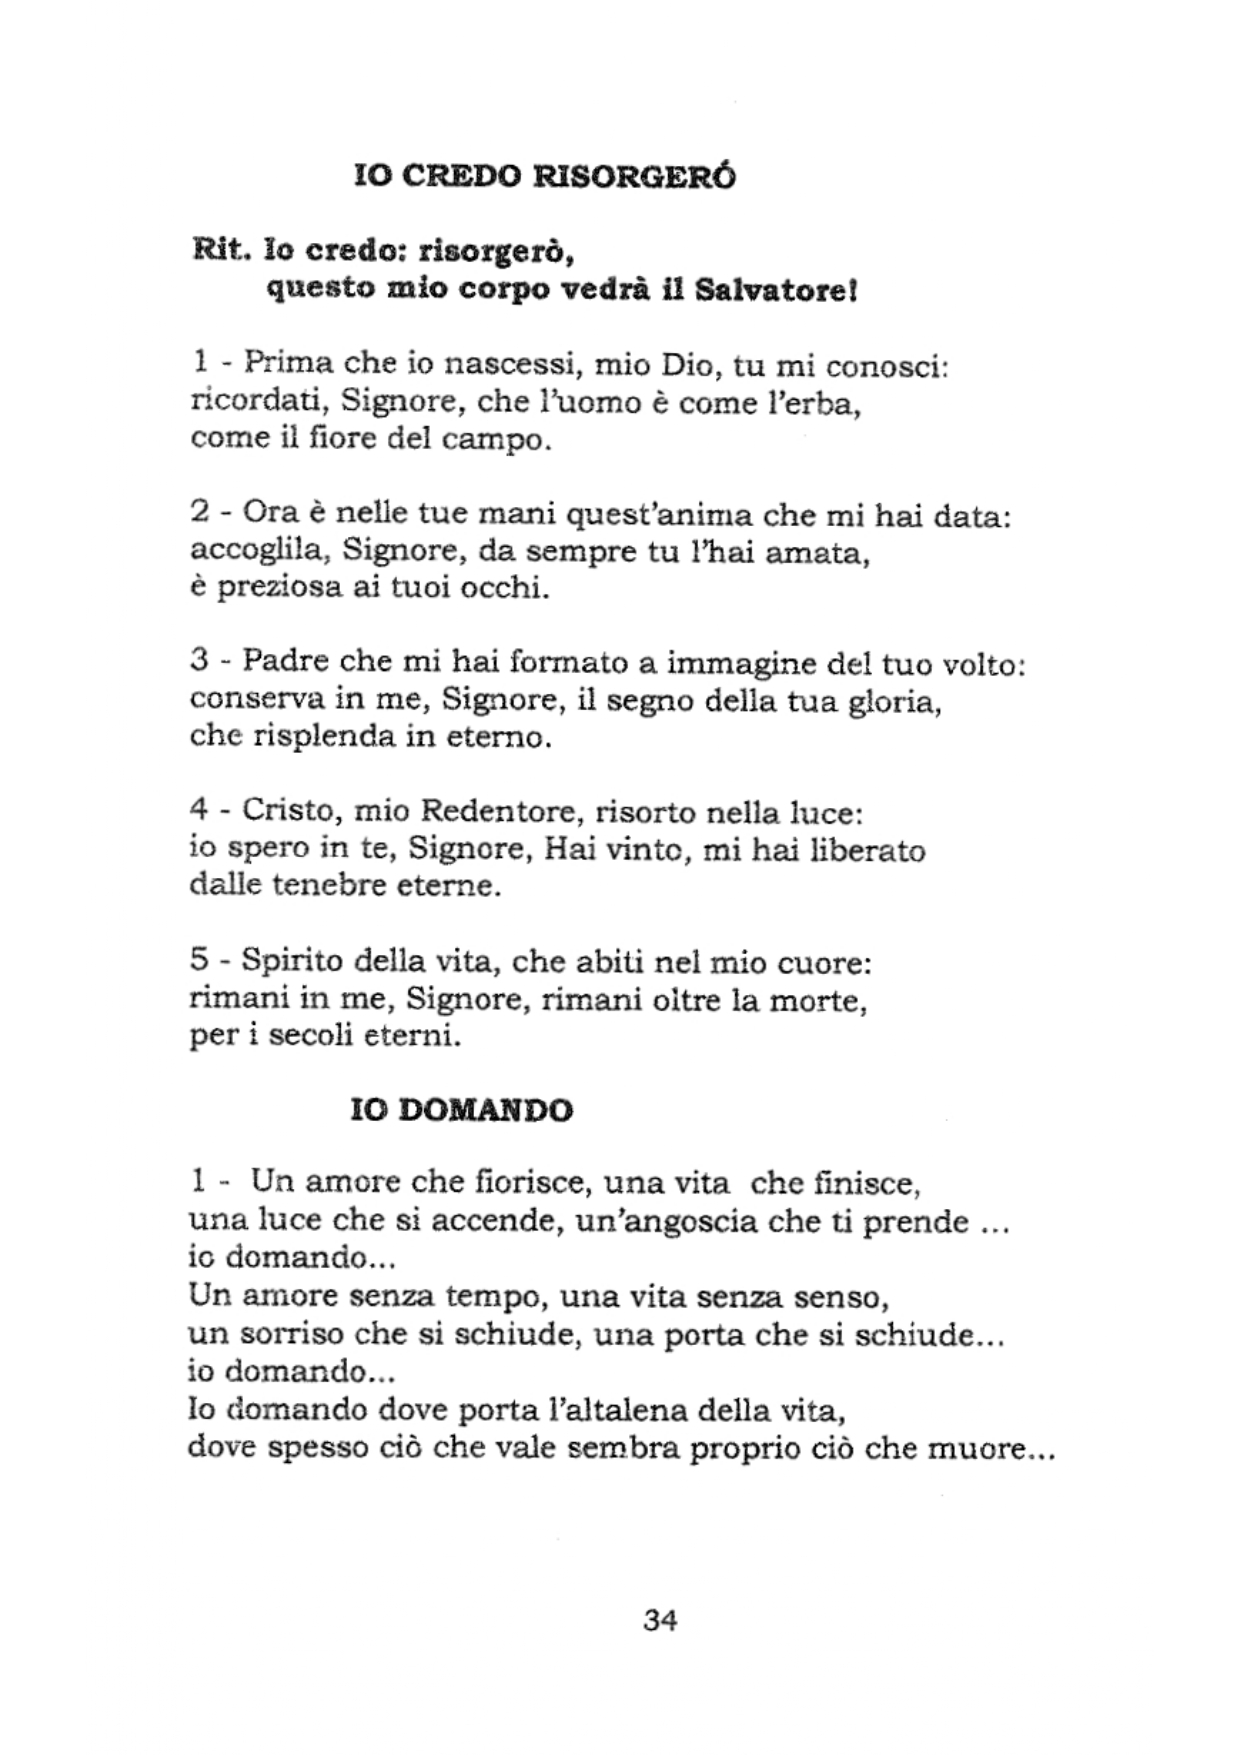 IO CREDO RISORGERÓ
Rit. Io credo: risorgerò,
questo mio corpo vedrà il Salvatore!
1 - Prima che io nascessi, mio Dio, tu mi conosci:
ricordati, Signore, che l'uomo è come l'erba,
come il fiore del campo.
2 - Ora è nelle tue mani quest'anima che mi hai data:
accoglila, Signore, da sempre tu l'hai amata,
è preziosa ai tuoi occhi.
3 - Padre che mi hai formato a immagine del tuo volto:
conserva in me, Signore, il segno della tua gloria,
che risplenda in eterno.
4 - Cristo, mio Redentore, risorto nella luce:
io spero in te, Signore, Hai vinto, mi hai liberato
dalle tenebre eterne.
5 - Spirito della vita, che abiti nel mio cuore:
rimani in me, Signore, rimani oltre la morte,
per i secoli eterni.
IO DOMANDO
1 - Un amore che fiorisce, una vita che finisce,
una luce che si accende, un'angoscia che ti prende ...
io domando...
Un amore senza tempo, una vita senza senso,
un sorriso che si schiude, una porta che si schiude...
io domando...
Io domando dove porta l'altalena della vita,
dove spesso ciò che vale sembra proprio ciò che muore...
34